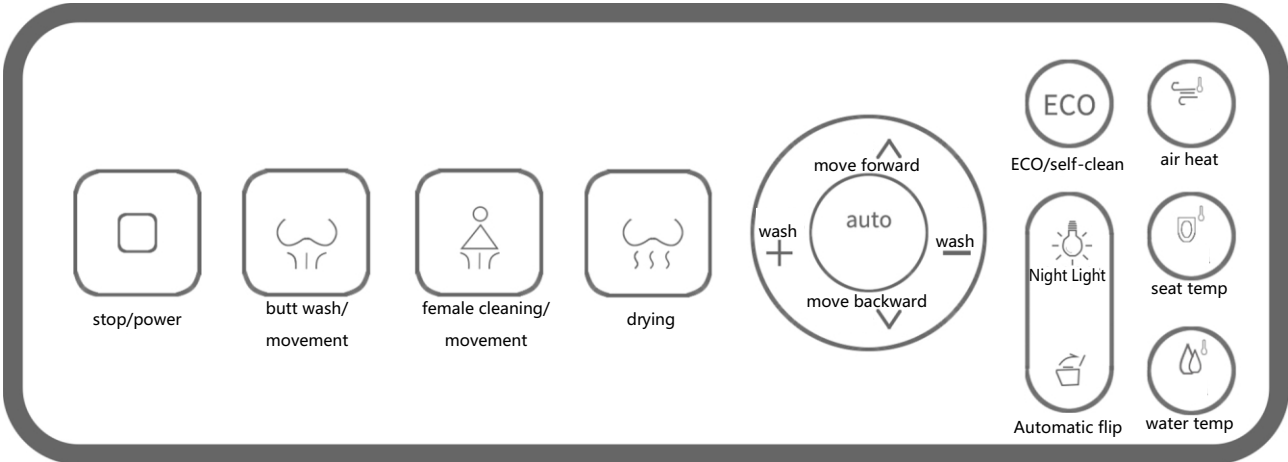 stop/power
butt wash/
movement
female cleaning/
movement
drying
move forward
auto
wash
wash
move backward
ECO
ECO/self-clean
air heat
Night Light
seat temp
Automatic flip
water temp